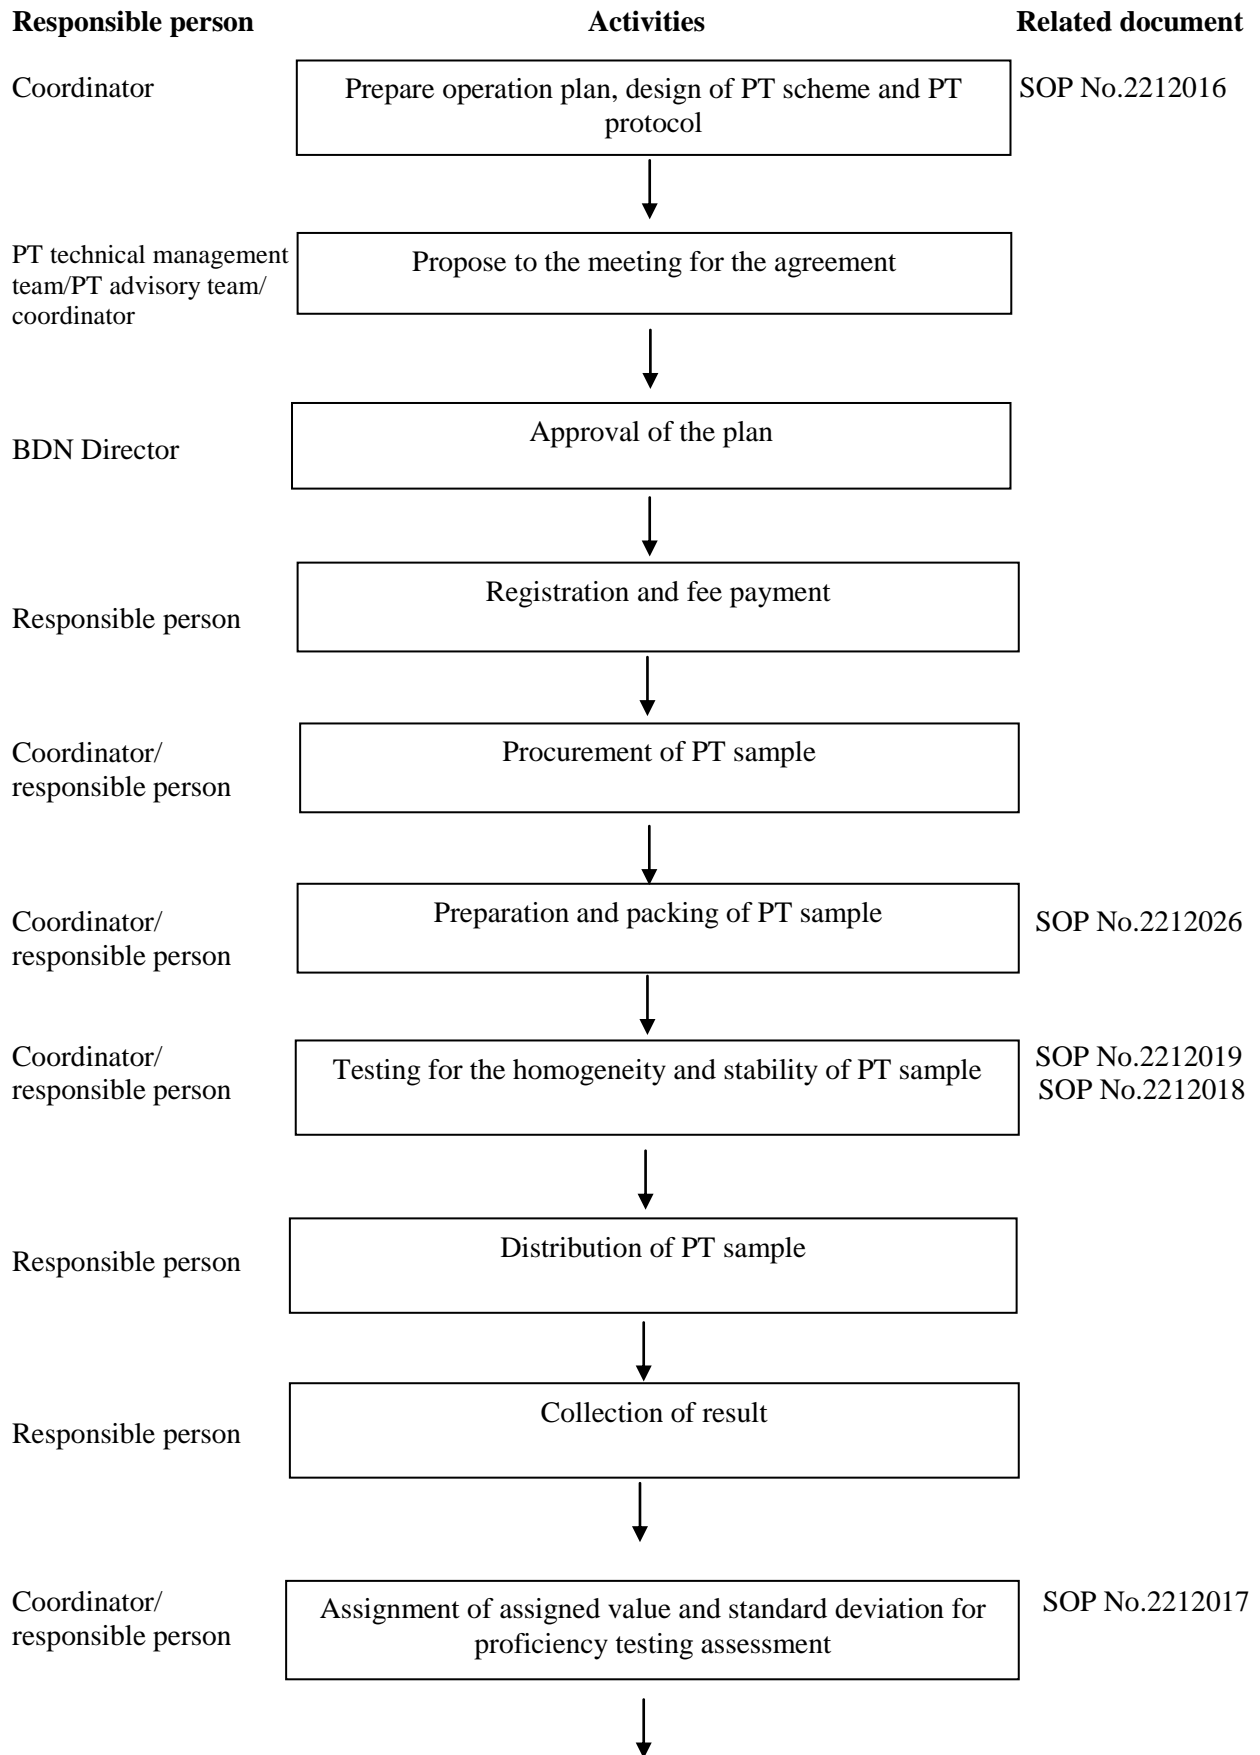 Responsible person Activities Related document
Coordinator Prepare operation plan, design of PT scheme and PT SOP No.2212016
protocol
PT technical management
team/PT advisory team/
coordinator
Propose to the meeting for the agreement
BDN Director
Approval of the plan
Responsible person
Registration and fee payment
Coordinator/
responsible person
Procurement of PT sample
Coordinator/
responsible person
Preparation and packing of PT sample
SOP No.2212026
Coordinator/
responsible person
Testing for the homogeneity and stability of PT sample
SOP No.2212019
SOP No.2212018
Responsible person
Distribution of PT sample
Responsible person
Collection of result
Coordinator/
responsible person
Assignment of assigned value and standard deviation for
proficiency testing assessment
SOP No.2212017